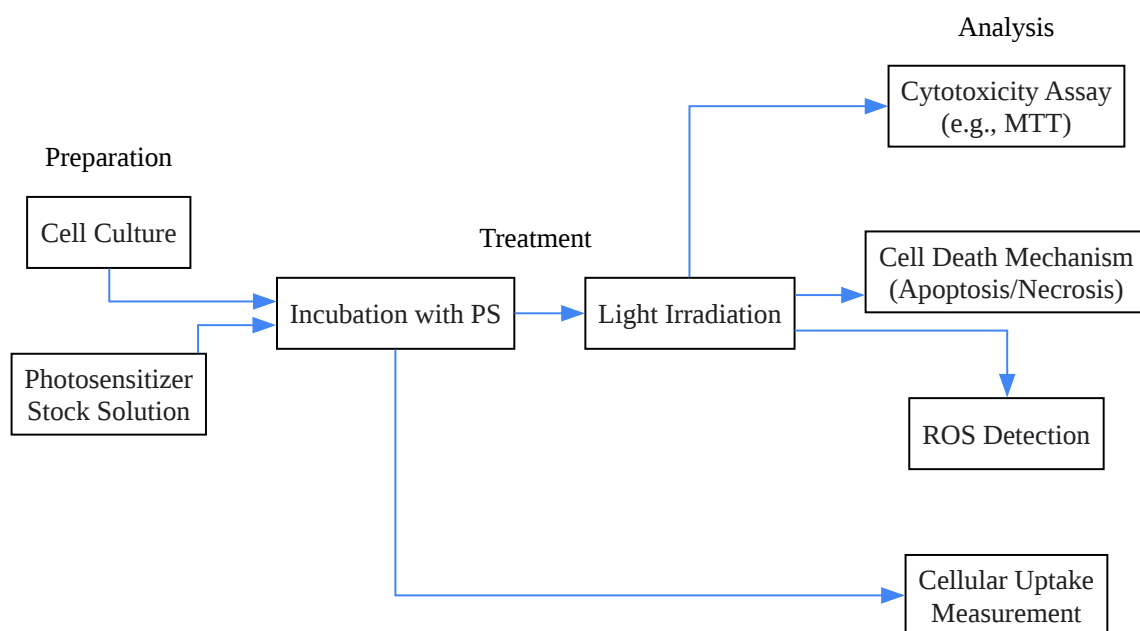 Analysis
Cytotoxicity Assay
(e.g., MTT)
Preparation
Cell Culture
Treatment
Cell Death Mechanism
(Apoptosis/Necrosis)
Incubation with PS
Light Irradiation
Photosensitizer
Stock Solution
ROS Detection
Cellular Uptake
Measurement